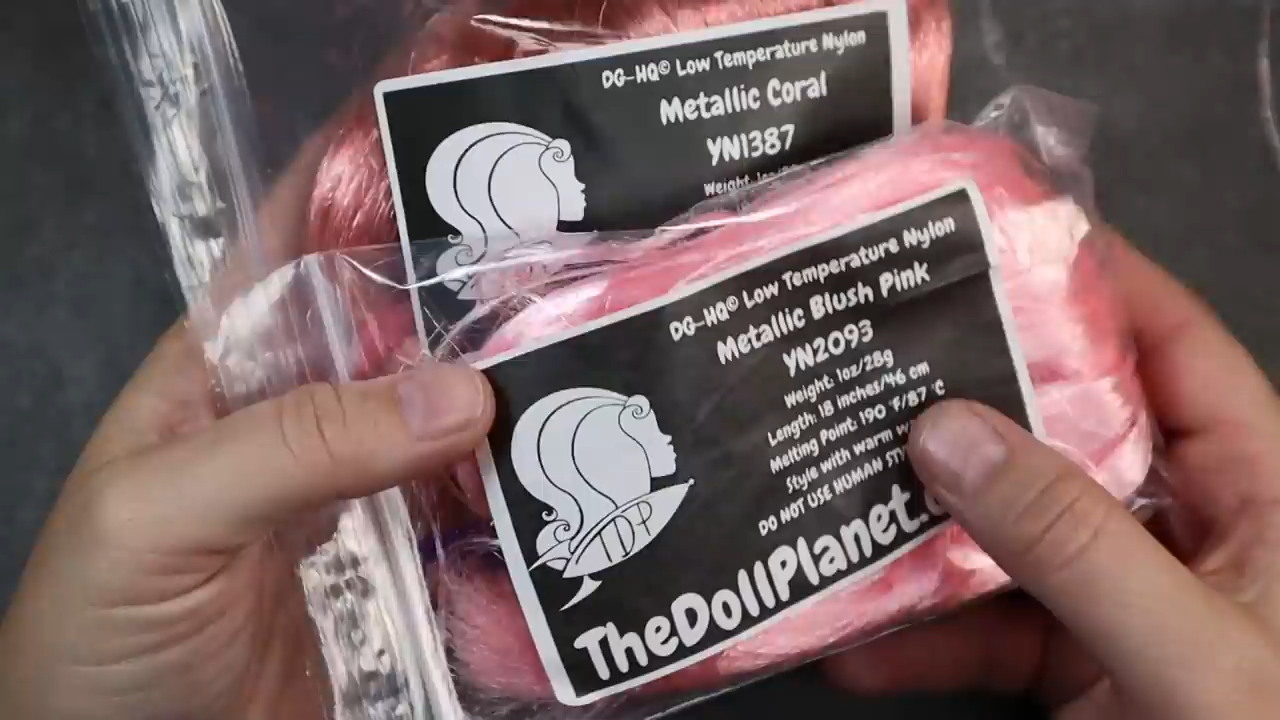 DG-HQ© Low Temperature Nylon
Metallic Coral
YN1387
Weight: 1oz/
DG-HQ© Low Temperature Nylon
Metallic Blush Pink
YN2093
Weight: 1oz/28g
Length: 18 inches/46 cm
Melting Point: 190 °F/87 °C
Style with warm
DO NOT USE HUMAN
TheDollPlanet.
TDP